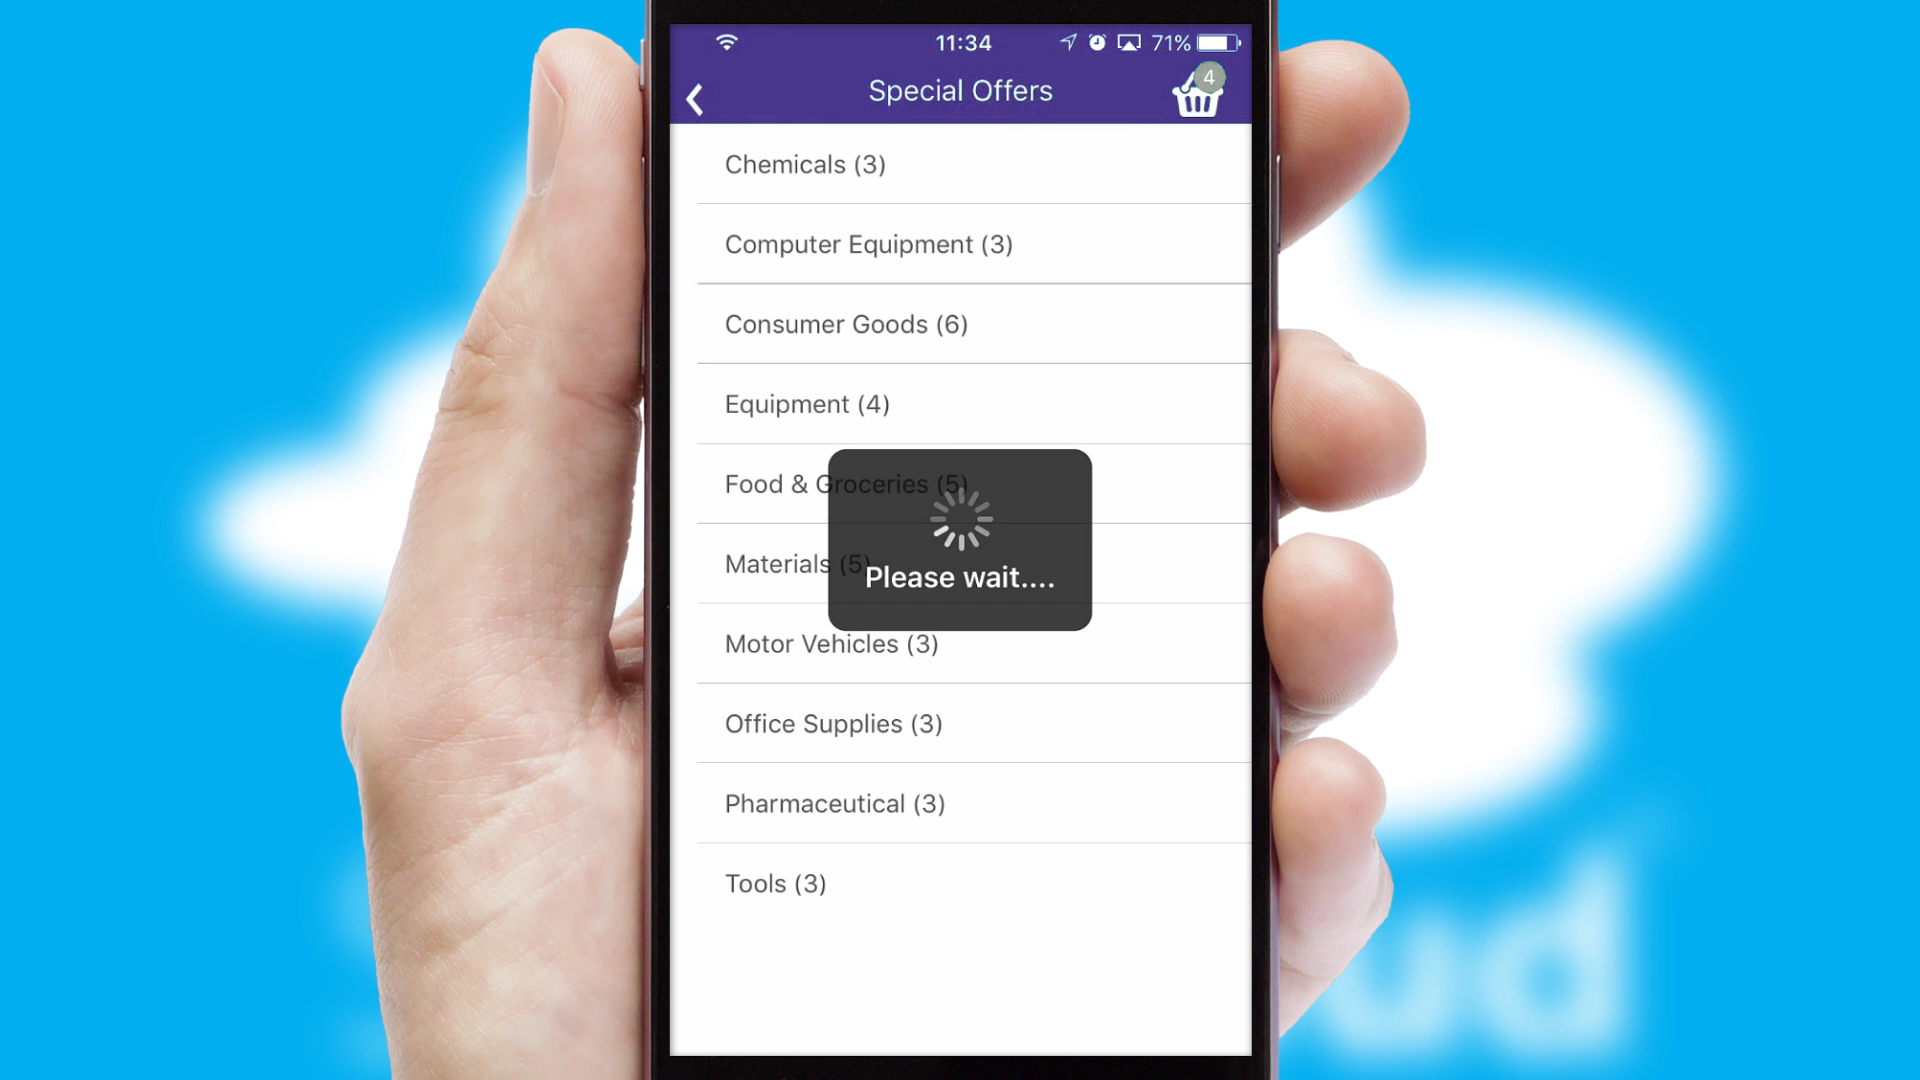 11:34
71%
Special Offers
4
Chemicals (3)
Computer Equipment (3)
Consumer Goods (6)
Equipment (4)
Food & Groceries (5)
Materials (5)
Please wait....
Motor Vehicles (3)
Office Supplies (3)
Pharmaceutical (3)
Tools (3)
ud